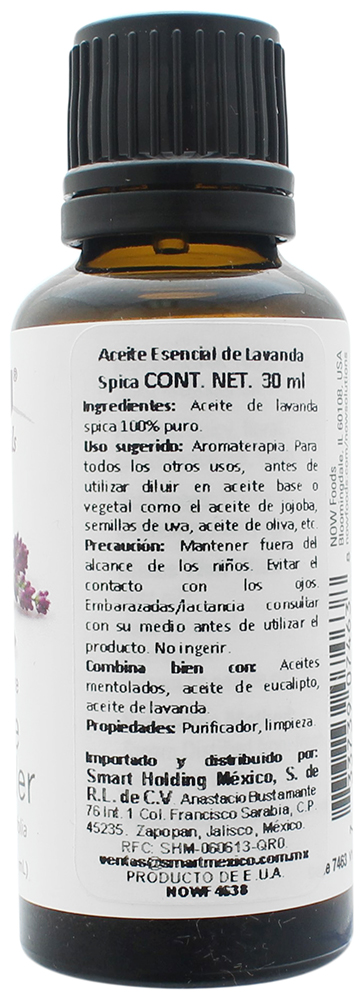 Aceite Esencial de Lavanda
Spica CONT. NET. 30 ml
Ingredientes: Aceite de lavanda
spica 100% puro.
Uso sugerido: Aromaterapia. Para
todos los otros usos, antes de
utilizar diluir en aceite base o
vegetal como el aceite de jojoba,
semillas de uva, aceite de oliva, etc.
Precaución: Mantener fuera del
alcance de los niños. Evitar el
contacto con los ojos.
Embarazadas/lactancia consultar
con su medio antes de utilizar el
producto. No ingerir.
Combina bien con: Aceites
mentolados, aceite de eucalipto,
aceite de lavanda.
Propiedades: Purificador, limpieza.
Importado y distribuido por:
Smart Holding México, S. de
R.L. de C.V. Anastacio Bustamante
76 Int. 1 Col. Francisco Sarabia, C.P.
45235. Zapopan, Jalisco, México.
RFC: SHM-060613-QR0.
ventas@smartmexico.com.mx
PRODUCTO DE E.U.A.
NOWF4638
NOW Foods
Bloomingdale, IL 60108, USA
facebook.com/nowsolutions
e 7463